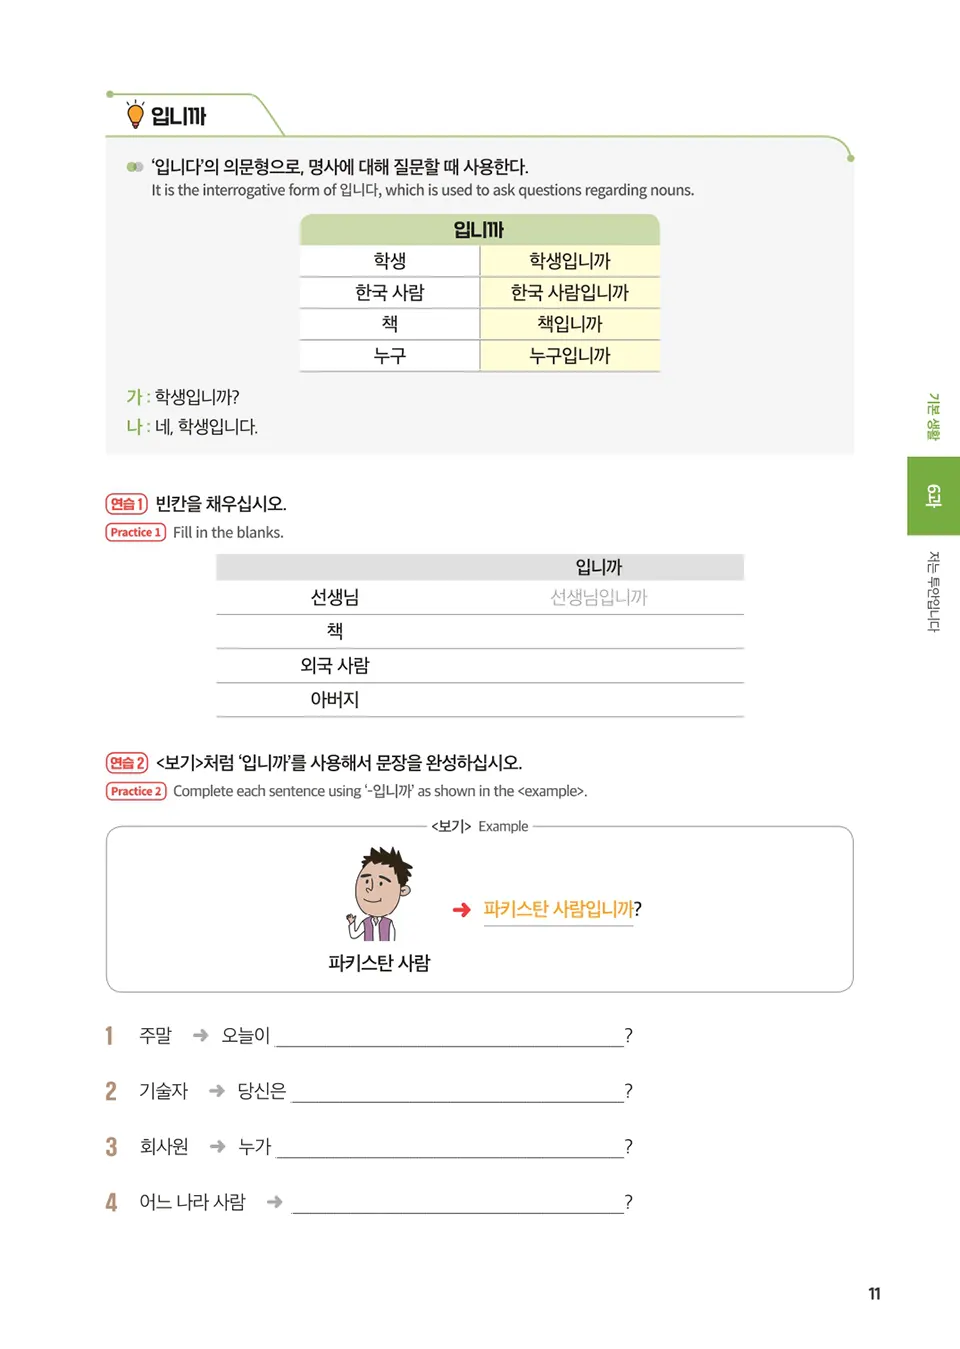 입니까
‘입니다’의 의문형으로, 명사에 대해 질문할 때 사용한다.
It is the interrogative form of 입니다, which is used to ask questions regarding nouns.
입니까
학생 학생입니까
한국 사람 한국 사람입니까
책 책입니까
누구 누구입니까
가 : 학생입니까?
나 : 네, 학생입니다.
연습 1 빈칸을 채우십시오.
Practice 1 Fill in the blanks.
입니까
선생님 선생님입니까
책
외국 사람
아버지
연습 2 <보기>처럼 ‘입니까’를 사용해서 문장을 완성하십시오.
Practice 2 Complete each sentence using ‘-입니까’ as shown in the <example>.
<보기> Example
➜ 파키스탄 사람입니까?
파키스탄 사람
1 주말 ➜ 오늘이 ?
2 기술자 ➜ 당신은 ?
3 회사원 ➜ 누가 ?
4 어느 나라 사람 ➜ ?
기본 생활
6과
저는 투안입니다
11